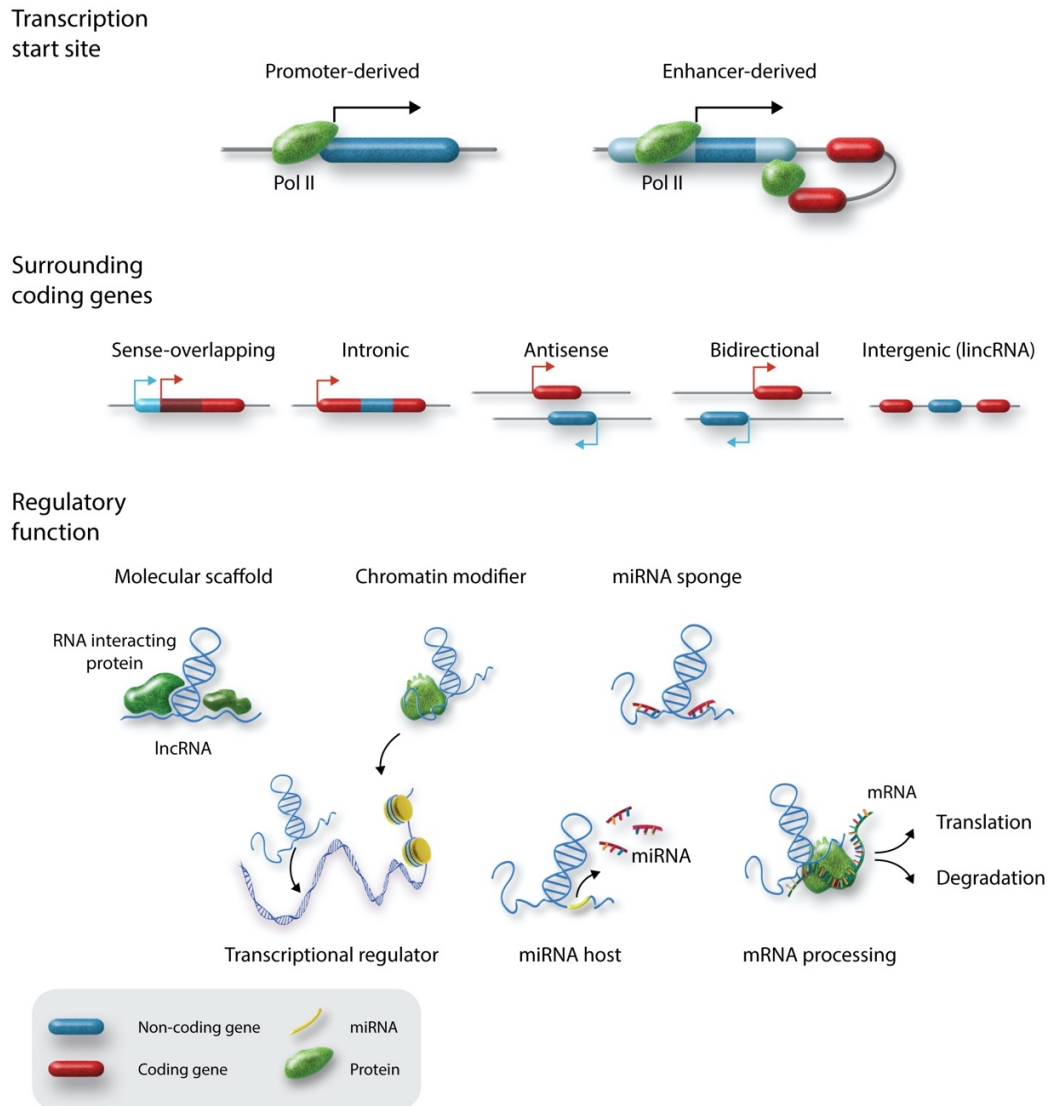 Transcription
start site
Promoter-derived
Enhancer-derived
Pol II
Pol II
Surrounding
coding genes
Sense-overlapping
Intronic
Antisense
Bidirectional
Intergenic (lincRNA)
Regulatory
function
Molecular scaffold
Chromatin modifier
miRNA sponge
RNA interacting
protein
lncRNA
mRNA
Translation
miRNA
Degradation
Transcriptional regulator
miRNA host
mRNA processing
Non-coding gene
miRNA
Coding gene
Protein